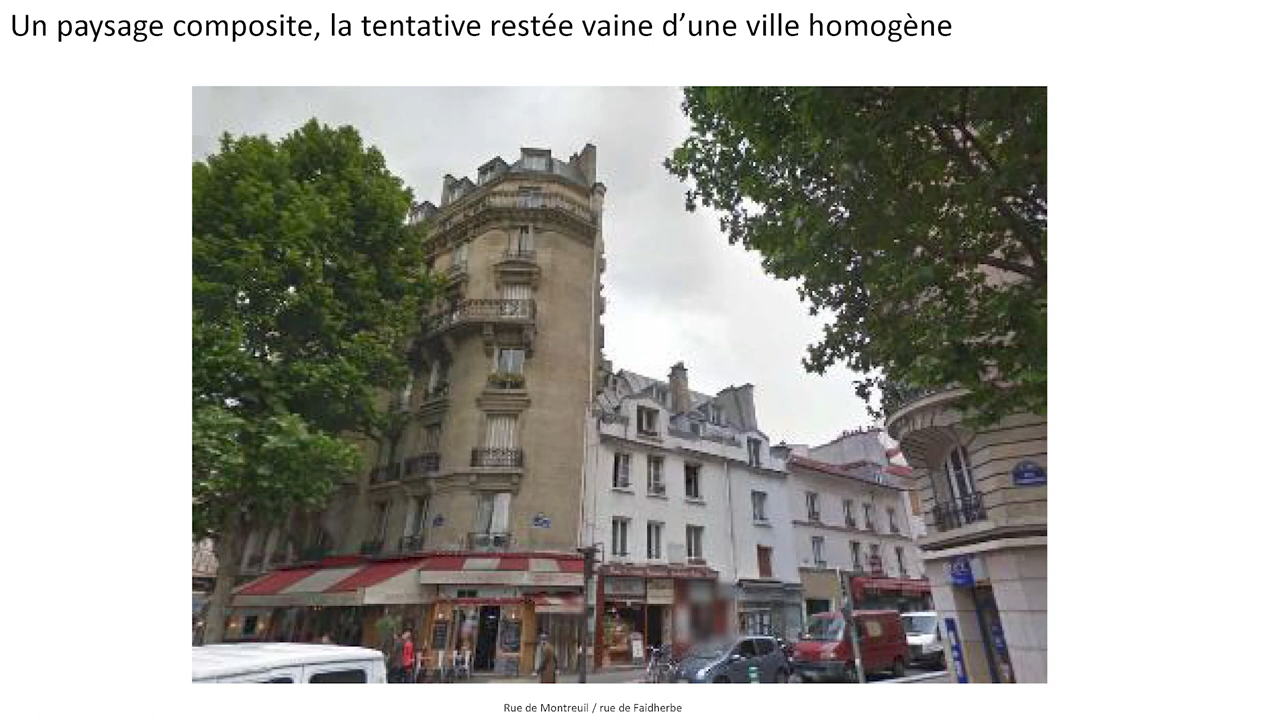 Un paysage composite, la tentative restée vaine d’une ville homogène
Rue de Montreuil / rue de Faidherbe